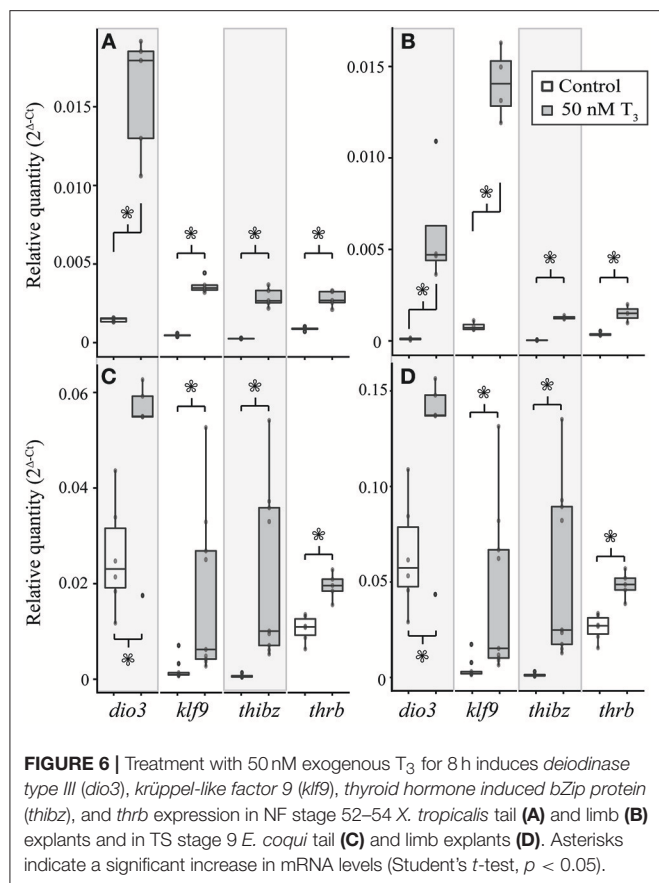 A
B
Control
50 nM T3
Relative quantity (2^Δ-Ct)
0.015
0.010
0.005
0
0.015
0.010
0.005
0
*
*
*
*
*
*
*
*
C
D
Relative quantity (2^Δ-Ct)
0.06
0.04
0.02
0
0.15
0.10
0.05
0
*
*
*
*
*
*
*
*
dio3 klf9 thibz thrb
dio3 klf9 thibz thrb
FIGURE 6 | Treatment with 50 nM exogenous T3 for 8 h induces deiodinase
type III (dio3), krüppel-like factor 9 (klf9), thyroid hormone induced bZip protein
(thibz), and thrb expression in NF stage 52–54 X. tropicalis tail (A) and limb (B)
explants and in TS stage 9 E. coqui tail (C) and limb explants (D). Asterisks
indicate a significant increase in mRNA levels (Student's t-test, p < 0.05).